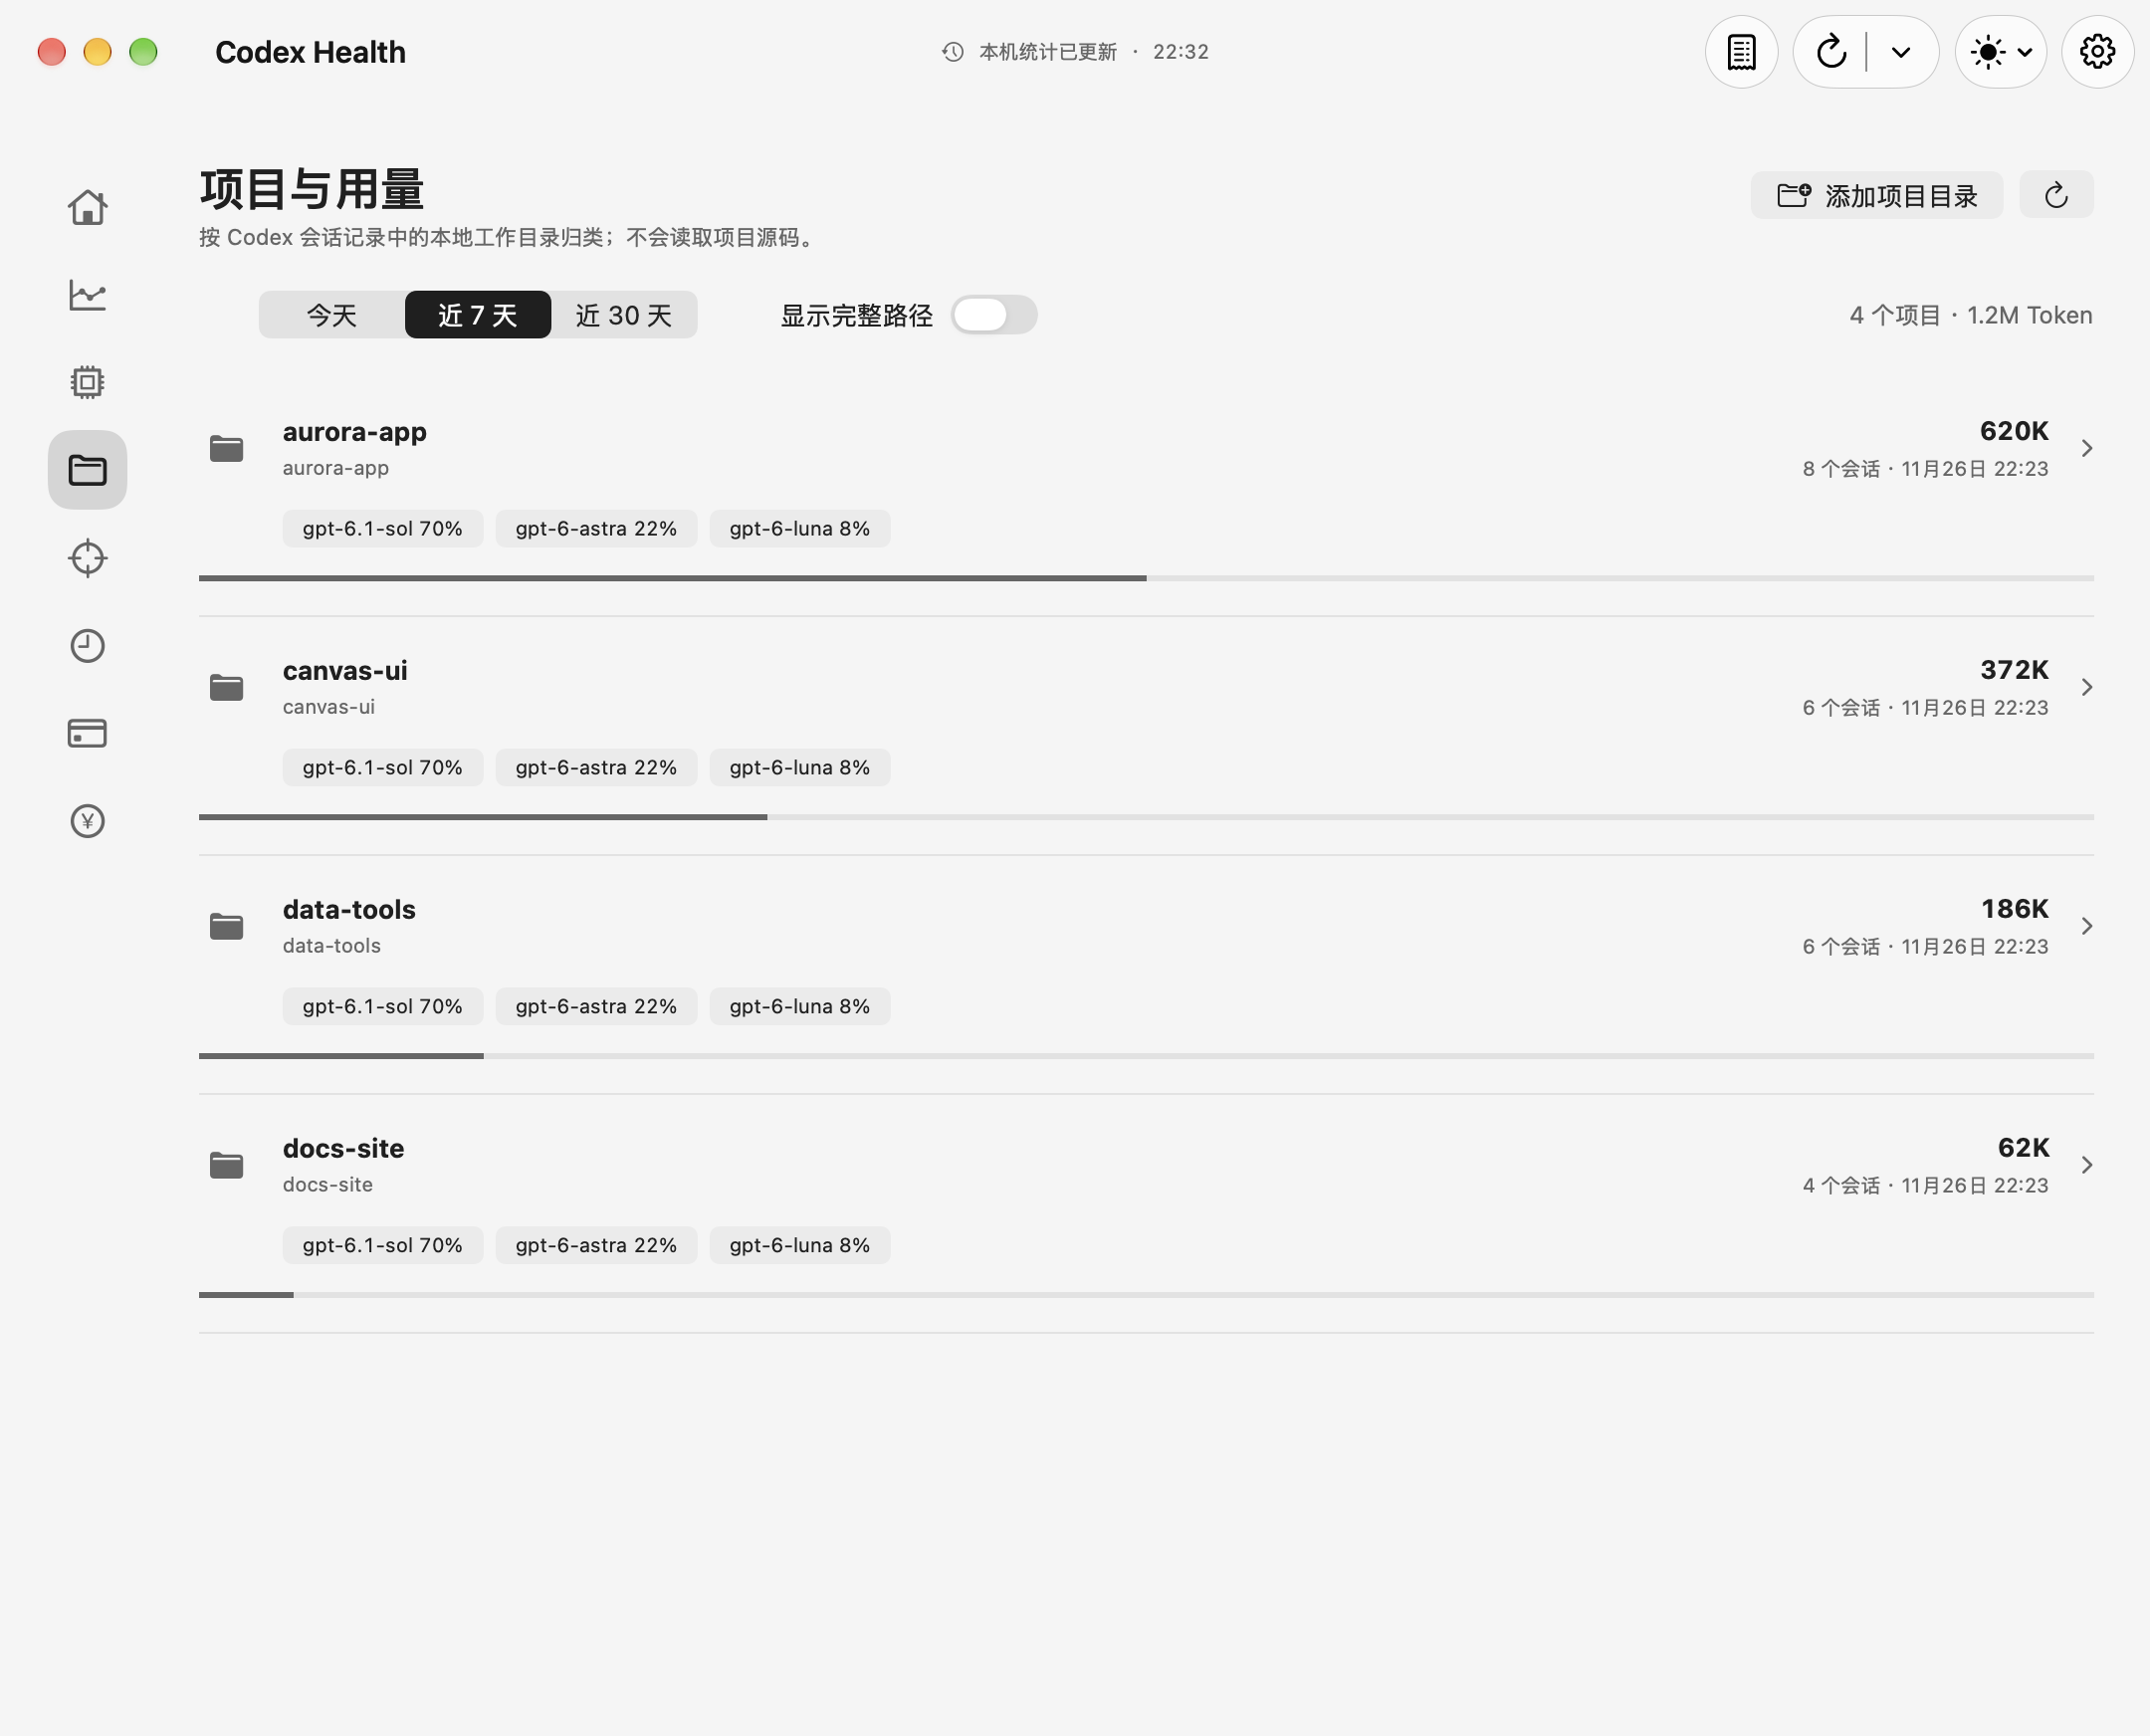 Codex Health
本机统计已更新 · 22:32
项目与用量
添加项目目录
按 Codex 会话记录中的本地工作目录归类；不会读取项目源码。
今天 近 7 天 近 30 天 显示完整路径 4 个项目 · 1.2M Token
aurora-app 620K
aurora-app 8 个会话 · 11月26日 22:23
gpt-6.1-sol 70% gpt-6-astra 22% gpt-6-luna 8%
canvas-ui 372K
canvas-ui 6 个会话 · 11月26日 22:23
gpt-6.1-sol 70% gpt-6-astra 22% gpt-6-luna 8%
data-tools 186K
data-tools 6 个会话 · 11月26日 22:23
gpt-6.1-sol 70% gpt-6-astra 22% gpt-6-luna 8%
¥
docs-site 62K
docs-site 4 个会话 · 11月26日 22:23
gpt-6.1-sol 70% gpt-6-astra 22% gpt-6-luna 8%